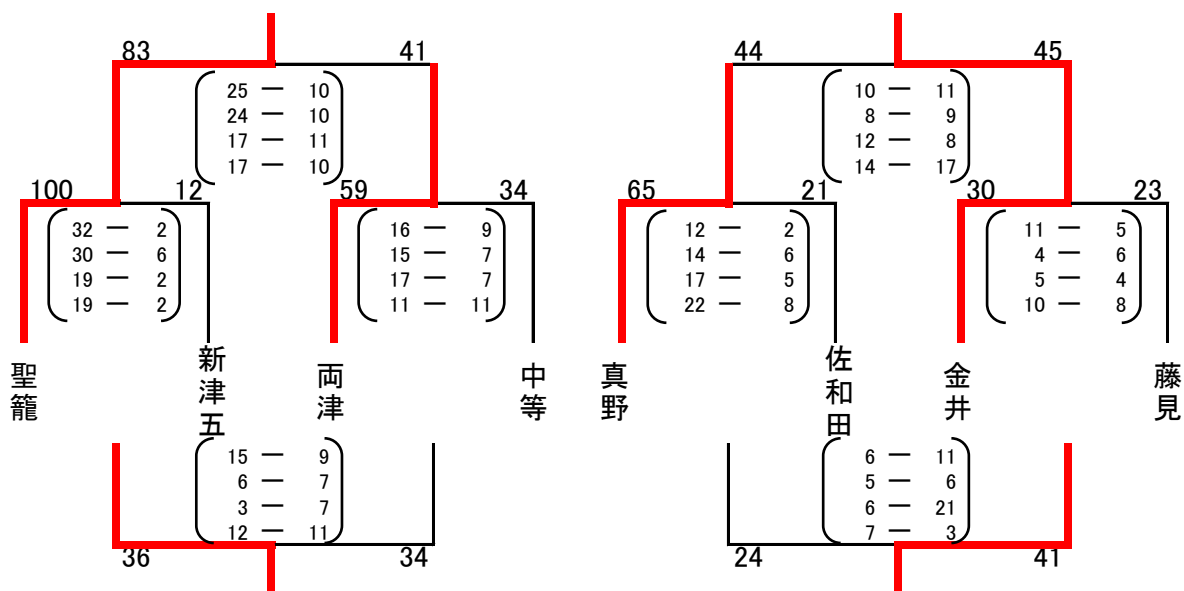 83 41 44 45
25 ー 10 10 ー 11
24 ー 10 8 ー 9
17 ー 11 12 ー 8
17 ー 10 14 ー 17
100 12 59 34 65 21 30 23
32 ー 2 16 ー 9 12 ー 2 11 ー 5
30 ー 6 15 ー 7 14 ー 6 4 ー 6
19 ー 2 17 ー 7 17 ー 5 5 ー 4
19 ー 2 11 ー 11 22 ー 8 10 ー 8
聖籠
新津五
両津
中等
真野
佐和田
金井
藤見
15 ー 9 6 ー 11
6 ー 7 5 ー 6
3 ー 7 6 ー 21
12 ー 11 7 ー 3
36 34 24 41